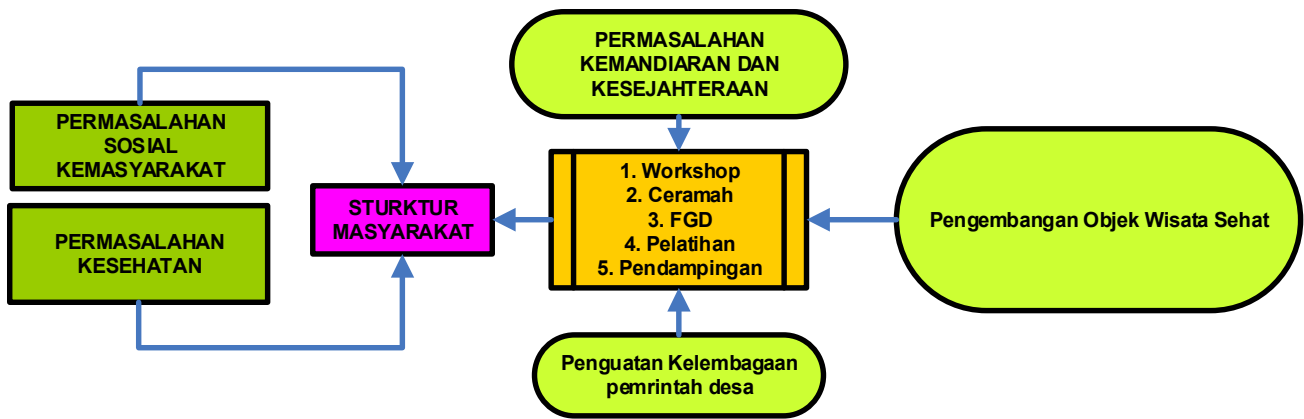 PERMASALAHAN
SOSIAL
KEMASYARAKAT
PERMASALAHAN
KESEHATAN
STURKTUR
MASYARAKAT
PERMASALAHAN
KEMANDIARAN DAN
KESEJAHTERAAN
1. Workshop
2. Ceramah
3. FGD
4. Pelatihan
5. Pendampingan
Penguatan Kelembagaan
pemrintah desa
Pengembangan Objek Wisata Sehat